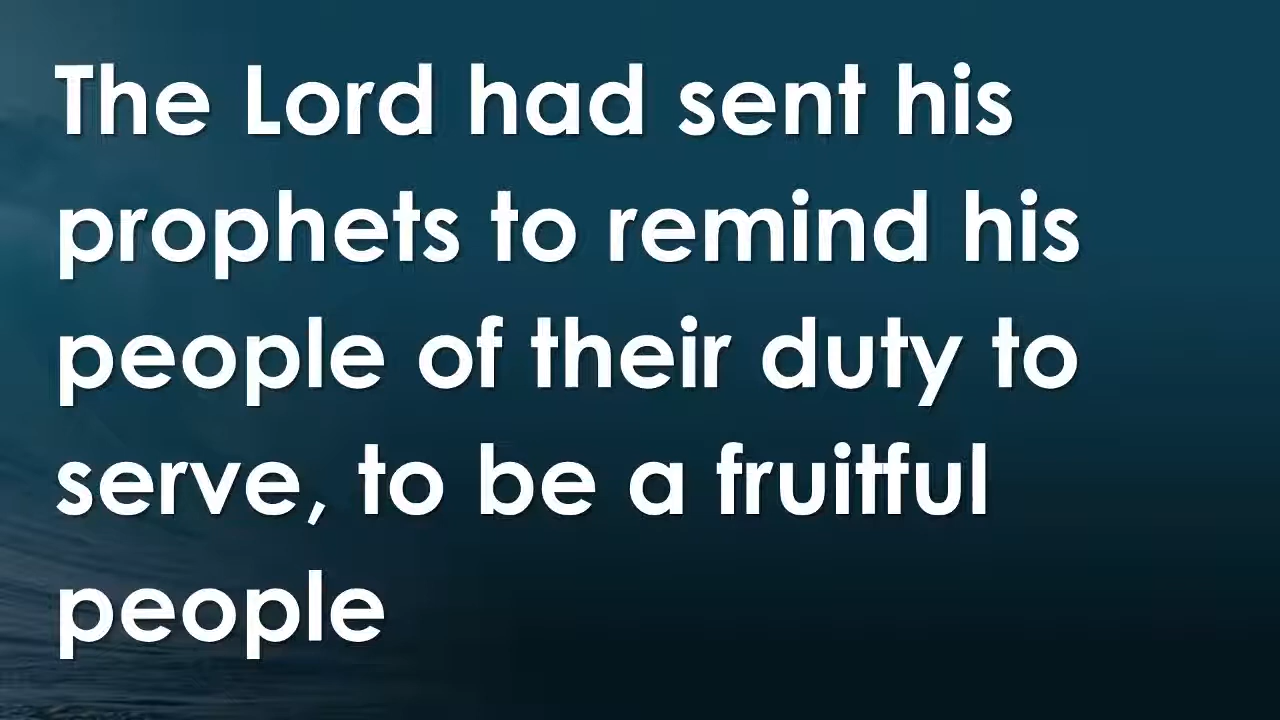 The Lord had sent his
prophets to remind his
people of their duty to
serve, to be a fruitful
people